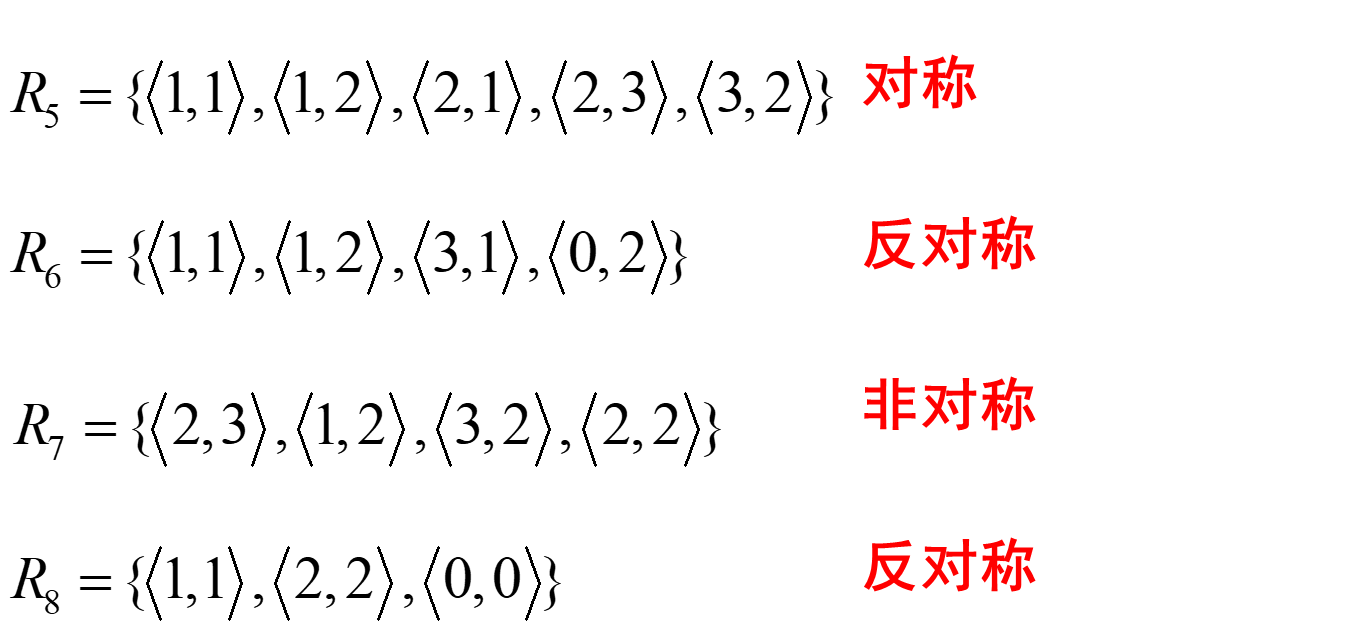 R₅ = {⟨1,1⟩,⟨1,2⟩,⟨2,1⟩,⟨2,3⟩,⟨3,2⟩} 对称
R₆ = {⟨1,1⟩,⟨1,2⟩,⟨3,1⟩,⟨0,2⟩} 反对称
R₇ = {⟨2,3⟩,⟨1,2⟩,⟨3,2⟩,⟨2,2⟩} 非对称
R₈ = {⟨1,1⟩,⟨2,2⟩,⟨0,0⟩} 反对称